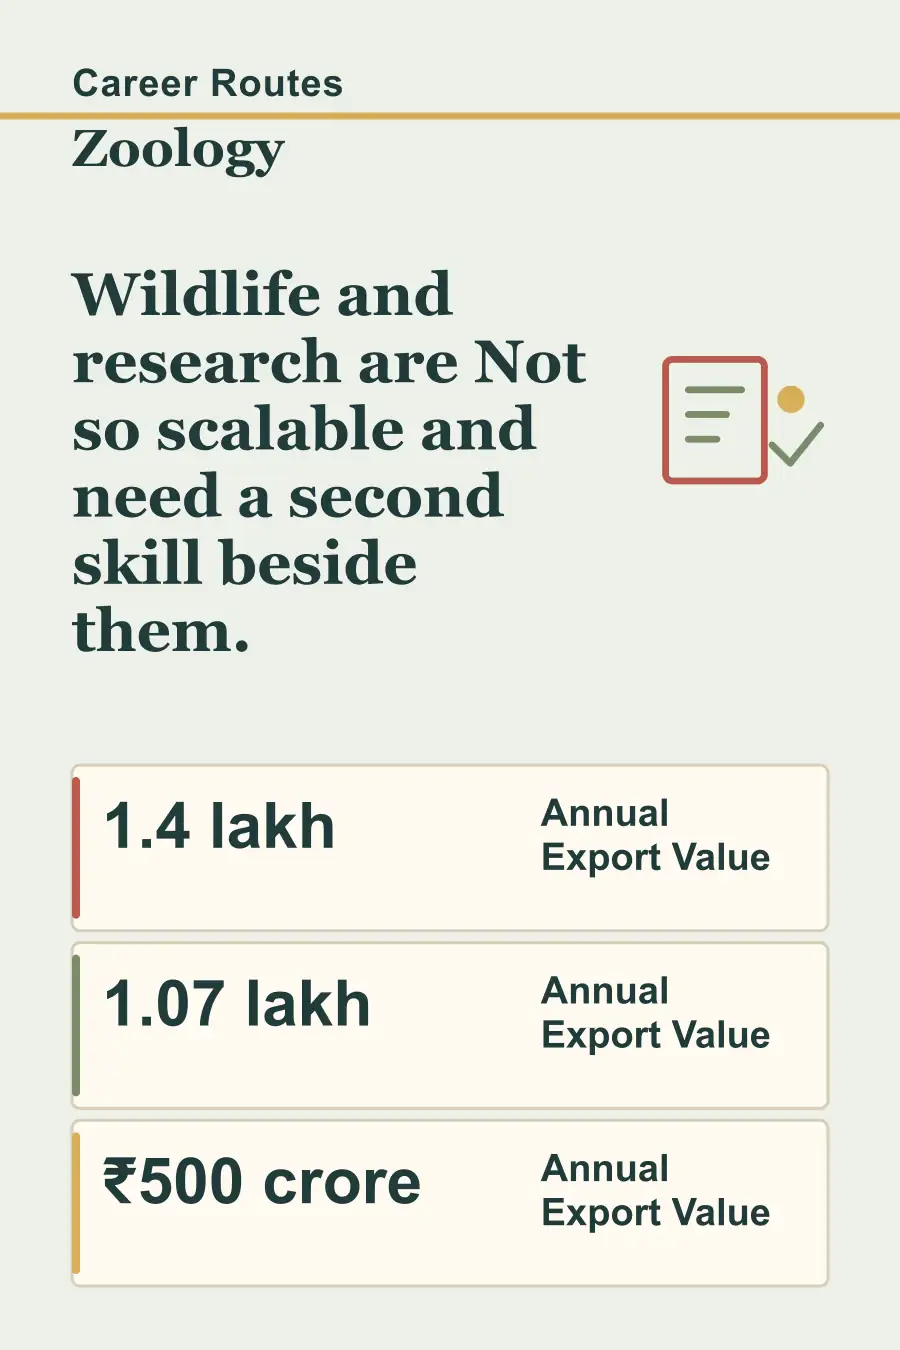 Career Routes
Zoology
Wildlife and
research are Not
so scalable and
need a second
skill beside
them.
1.4 lakh
Annual
Export Value
1.07 lakh
Annual
Export Value
₹500 crore
Annual
Export Value